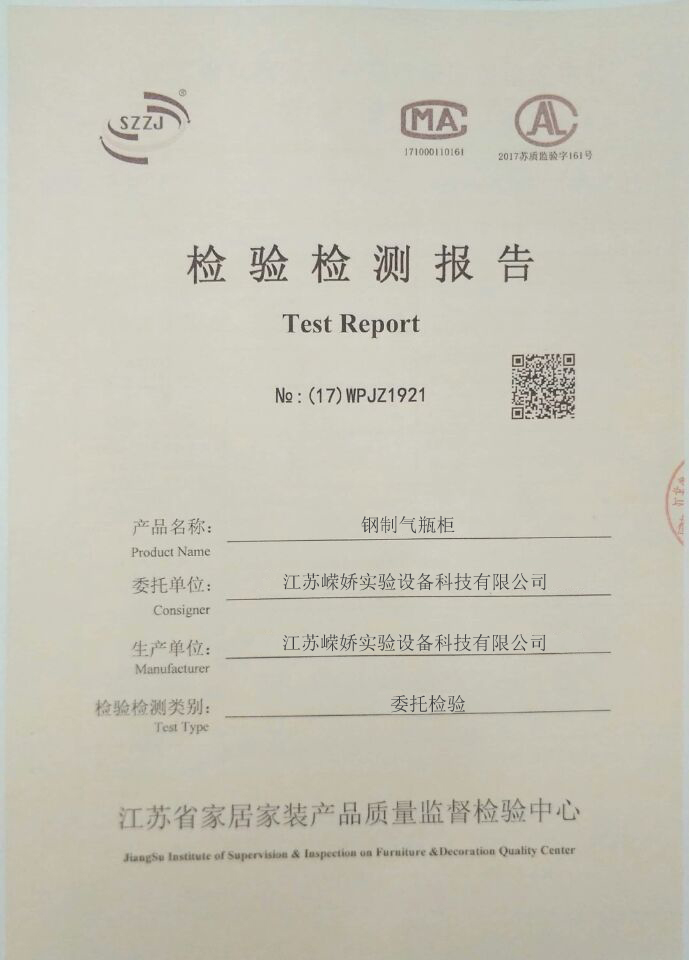 SZZJ ®
MA
171000110161
AL
2017苏质监验字161号
检验检测报告
Test Report
№:(17)WPJZ1921
产品名称: 钢制气瓶柜
Product Name
委托单位: 江苏嵘娇实验设备科技有限公司
Consigner
生产单位: 江苏嵘娇实验设备科技有限公司
Manufacturer
检验检测类别: 委托检验
Test Type
江苏省家居家装产品质量监督检验中心
JiangSu Institute of Supervision & Inspection on Furniture &Decoration Quality Center